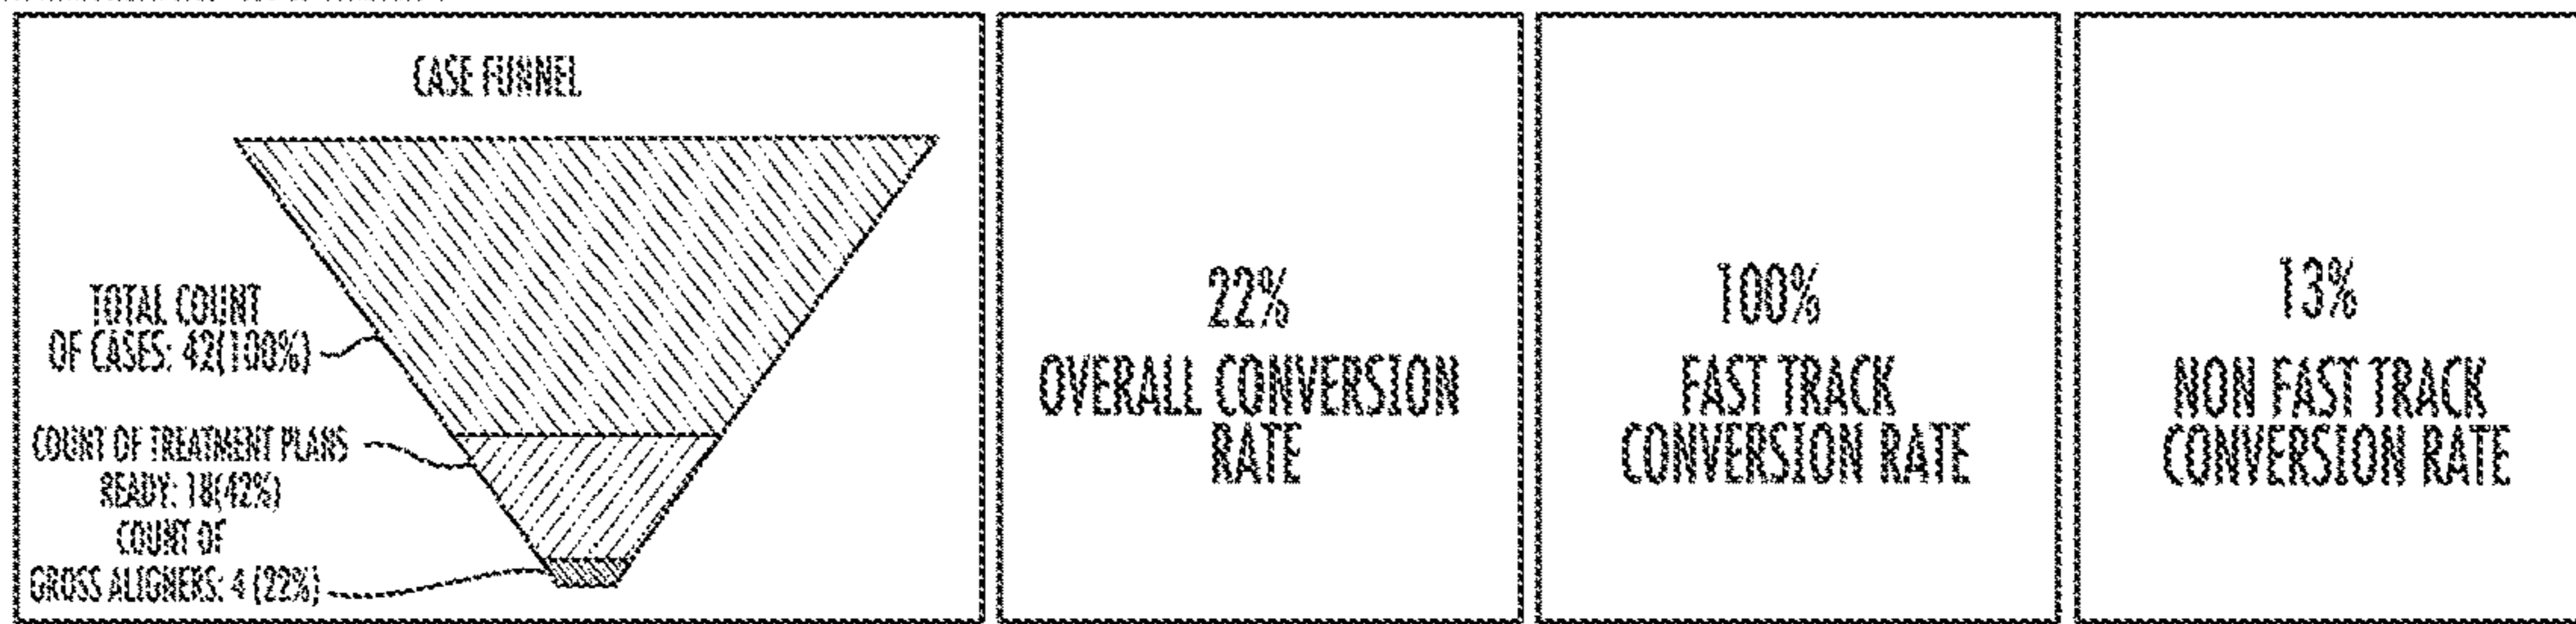 CASE FUNNEL
TOTAL COUNT
OF CASES: 42(100%)
COUNT OF TREATMENT PLANS
READY: 18(42%)
COUNT OF
GROSS ALIGNERS: 4 (22%)
22%
OVERALL CONVERSION
RATE
100%
FAST TRACK
CONVERSION RATE
13%
NON FAST TRACK
CONVERSION RATE